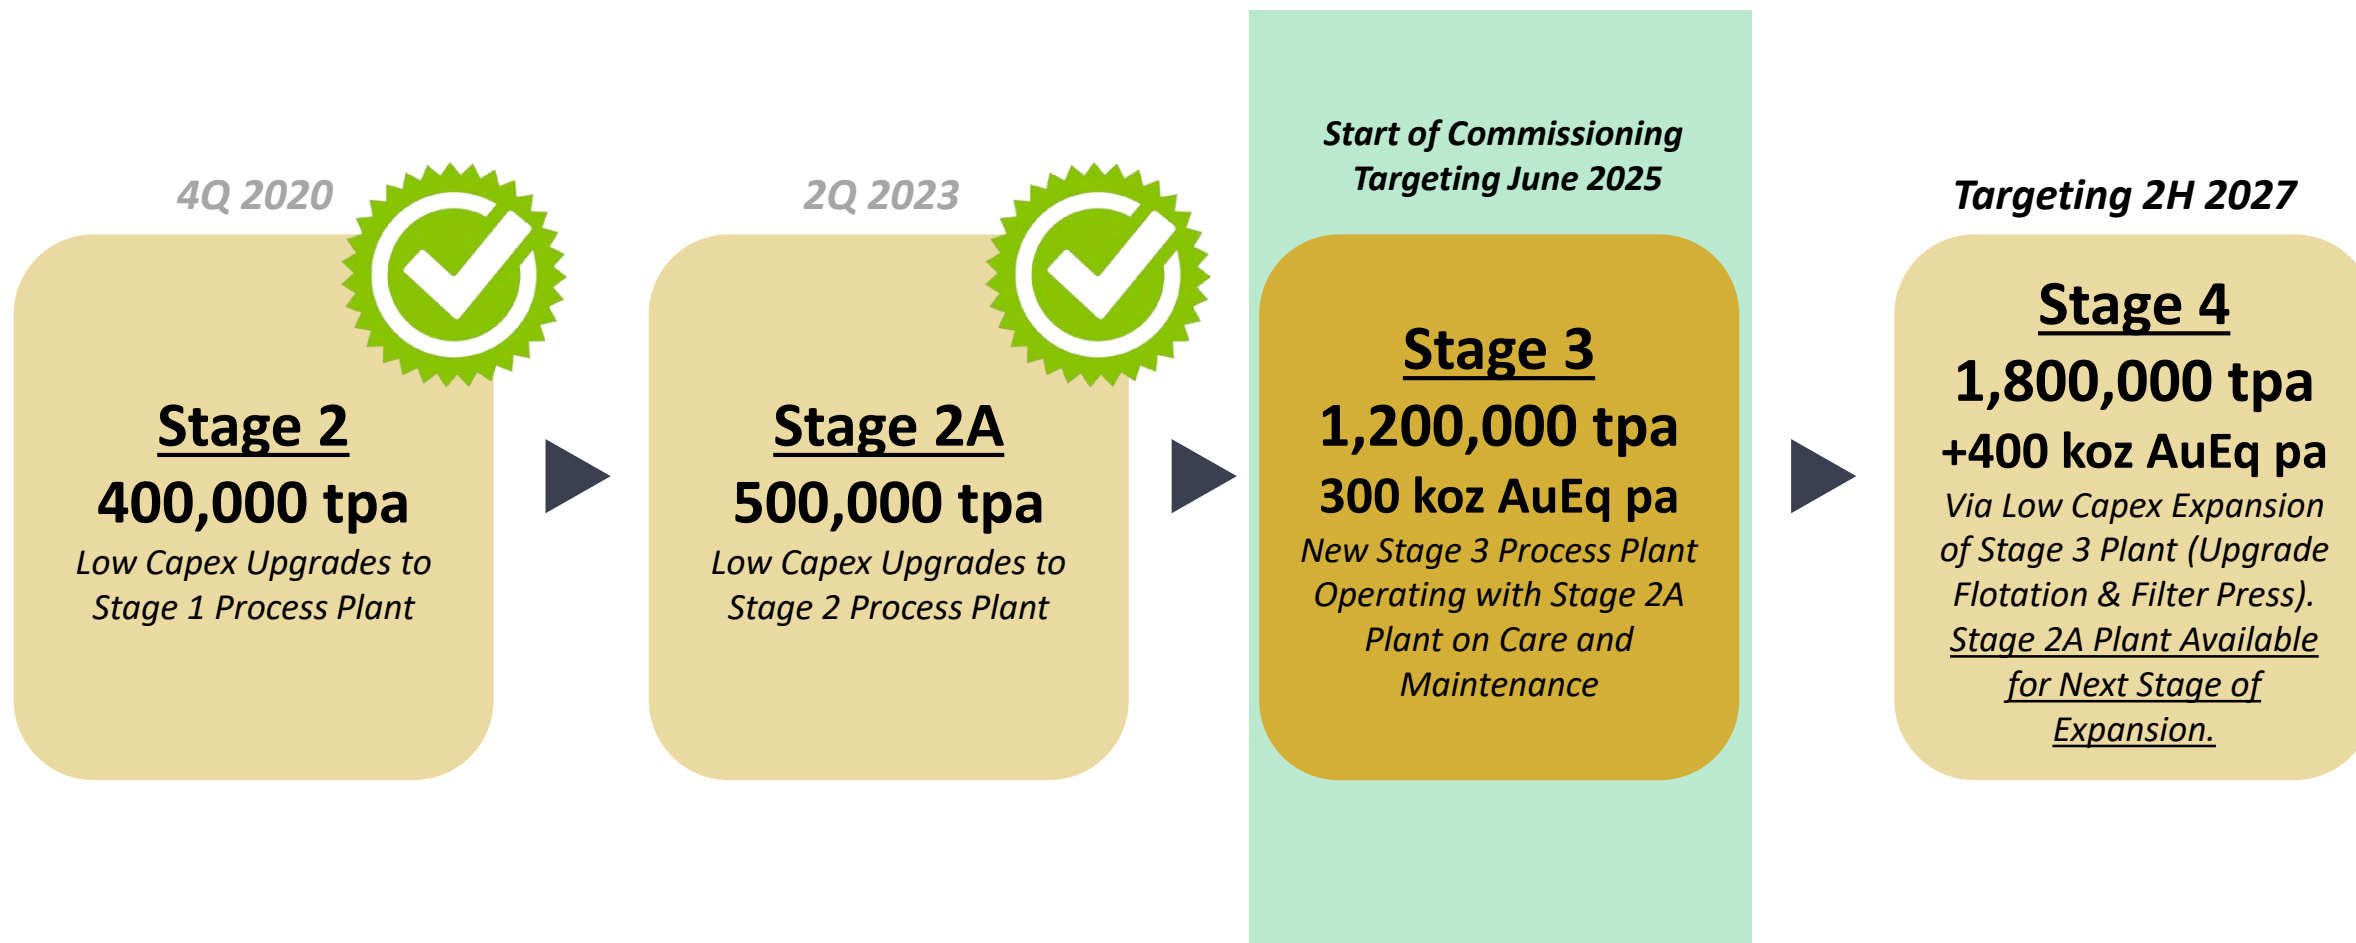 4Q 2020
Stage 2
400,000 tpa
Low Capex Upgrades to
Stage 1 Process Plant
2Q 2023
Stage 2A
500,000 tpa
Low Capex Upgrades to
Stage 2 Process Plant
Start of Commissioning
Targeting June 2025
Stage 3
1,200,000 tpa
300 koz AuEq pa
New Stage 3 Process Plant
Operating with Stage 2A
Plant on Care and
Maintenance
Targeting 2H 2027
Stage 4
1,800,000 tpa
+400 koz AuEq pa
Via Low Capex Expansion
of Stage 3 Plant (Upgrade
Flotation & Filter Press).
Stage 2A Plant Available
for Next Stage of
Expansion.